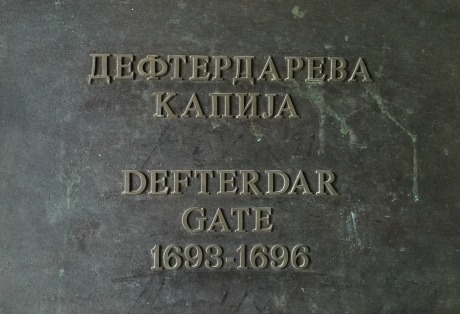 ДЕФТЕРДАРЕВА
КАПИЈА
DEFTERDAR
GATE
1693-1696